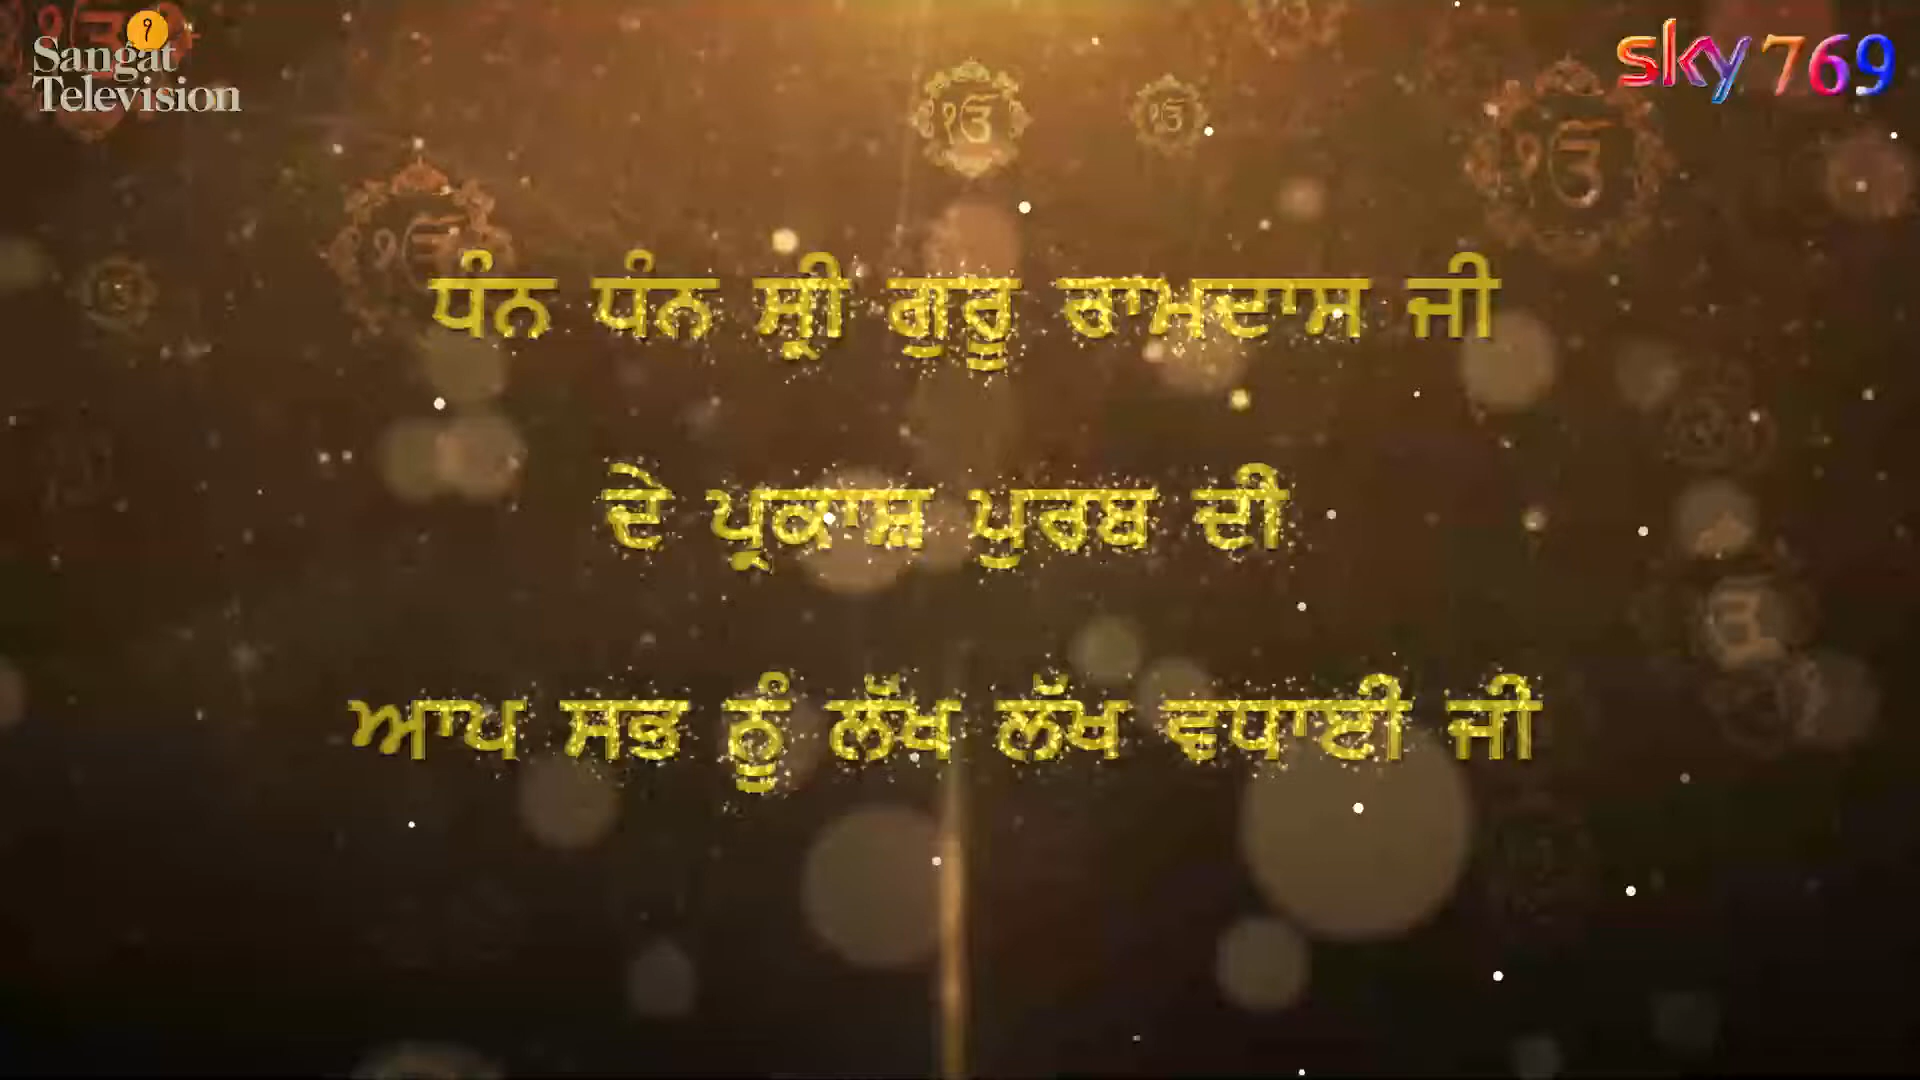 Sangat
Television
sky 769
ਧੰਨ ਧੰਨ ਸ੍ਰੀ ਗੁਰੂ ਰਾਮਦਾਸ ਜੀ
ਦੇ ਪ੍ਰਕਾਸ਼ ਪੁਰਬ ਦੀ
ਆਪ ਸਭ ਨੂੰ ਲੱਖ ਲੱਖ ਵਧਾਈ ਜੀ
ੴ
ੴ
ੴ
ੴ